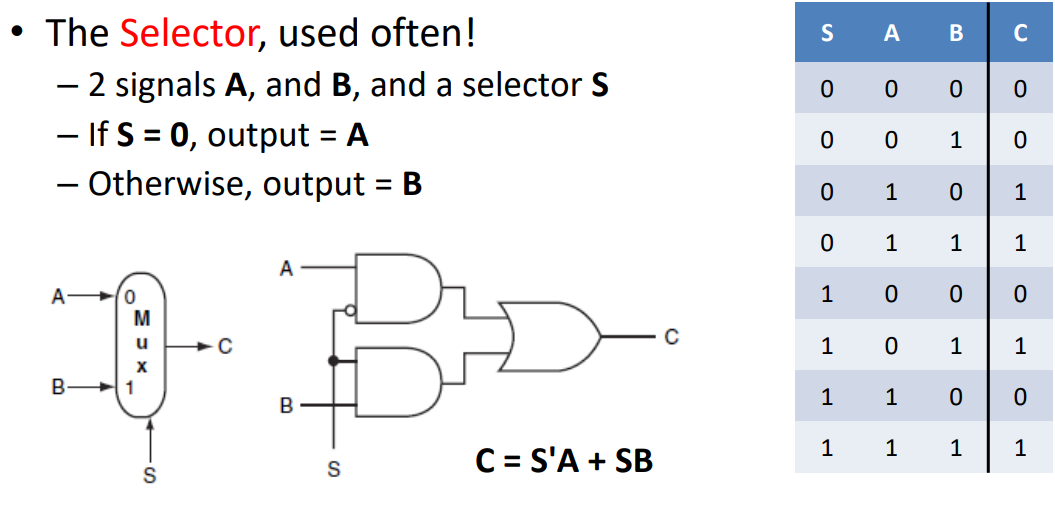 • The Selector, used often!
– 2 signals A, and B, and a selector S
– If S = 0, output = A
– Otherwise, output = B
A
0
M
u
x
1
B
C
S
A
B
S
C
C = S'A + SB
S A B C
0 0 0 0
0 0 1 0
0 1 0 1
0 1 1 1
1 0 0 0
1 0 1 1
1 1 0 0
1 1 1 1